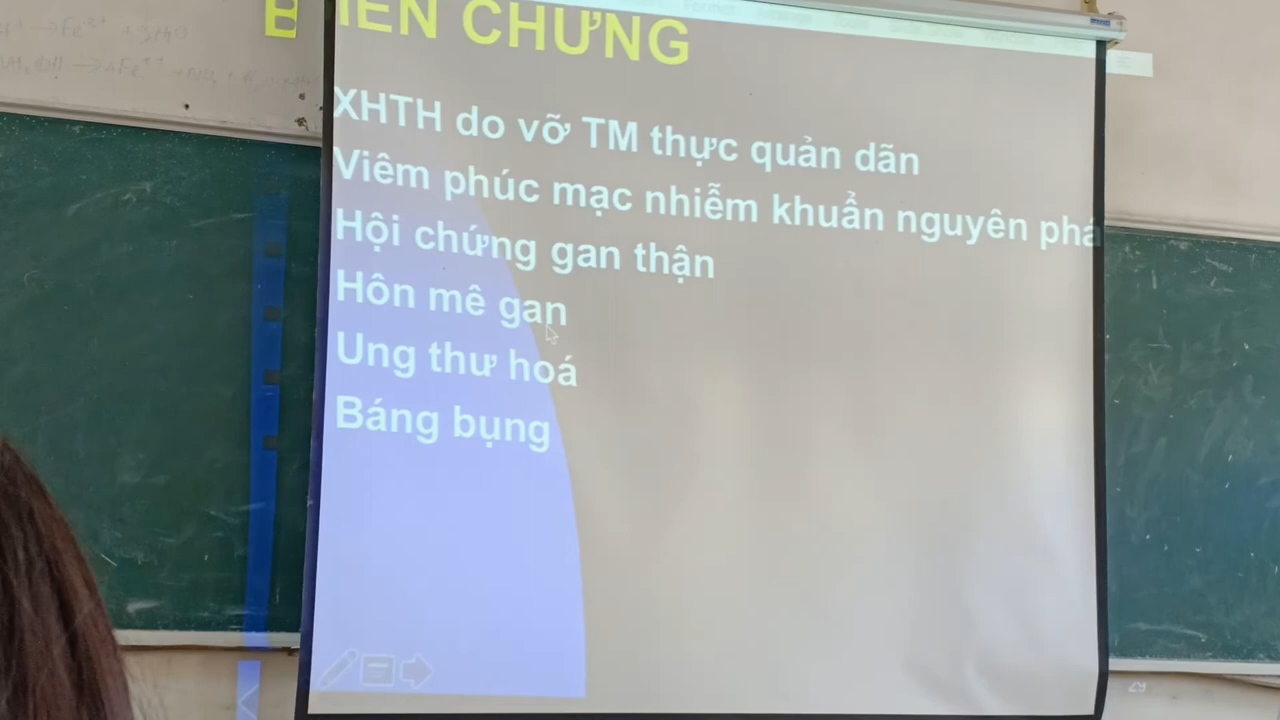 BIẾN CHỨNG
XHTH do vỡ TM thực quản dãn
Viêm phúc mạc nhiễm khuẩn nguyên phá
Hội chứng gan thận
Hôn mê gan
Ung thư hoá
Báng bụng